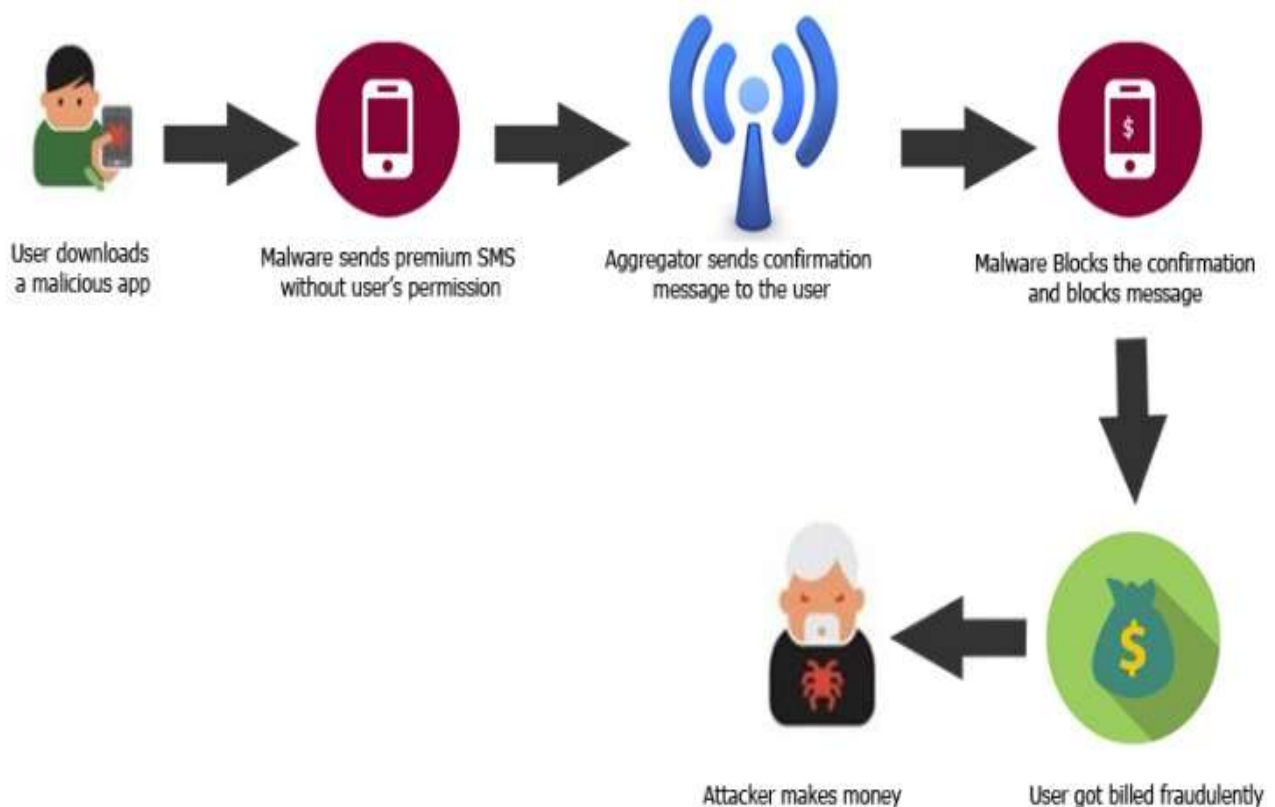 User downloads
a malicious app
Malware sends premium SMS
without user's permission
Aggregator sends confirmation
message to the user
$
Malware Blocks the confirmation
and blocks message
$
Attacker makes money
User got billed fraudulently